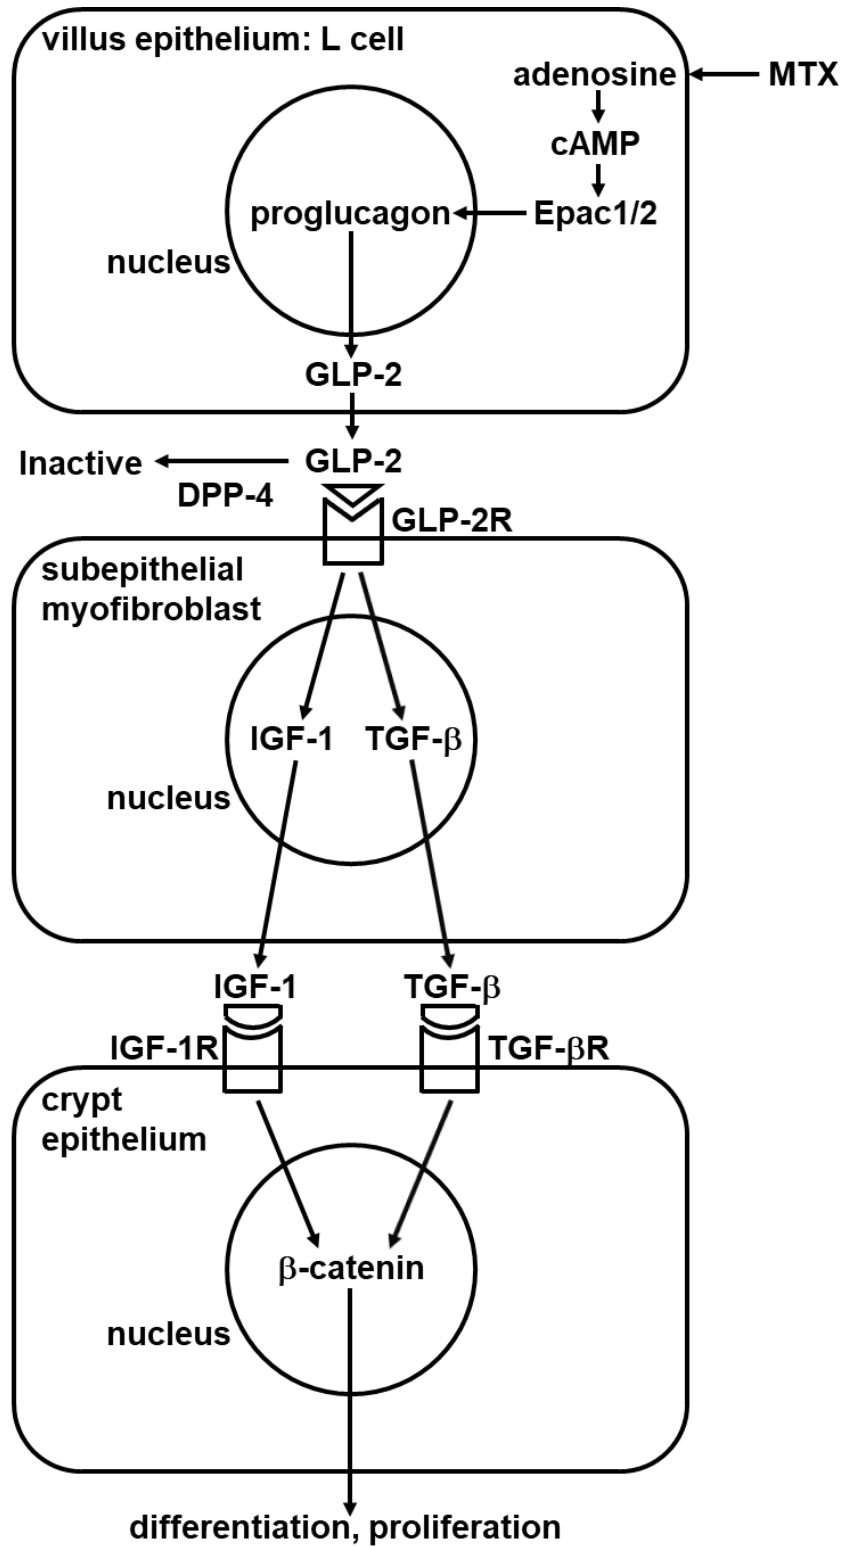 villus epithelium: L cell
adenosine
MTX
cAMP
proglucagon
Epac1/2
nucleus
GLP-2
Inactive
GLP-2
DPP-4
GLP-2R
subepithelial
myofibroblast
IGF-1
TGF-β
nucleus
IGF-1
TGF-β
IGF-1R
TGF-βR
crypt
epithelium
β-catenin
nucleus
differentiation, proliferation